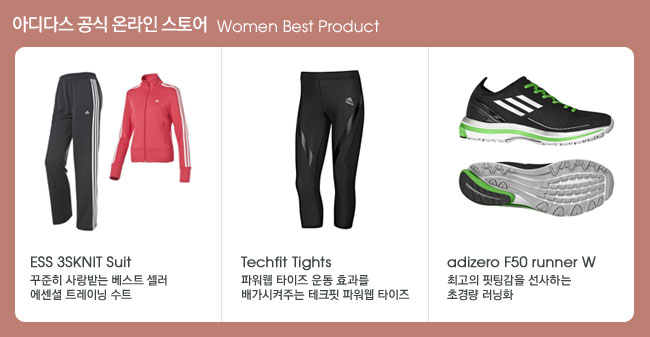 아디다스 공식 온라인 스토어 Women Best Product
ESS 3SKNIT Suit
꾸준히 사랑받는 베스트 셀러
에센셜 트레이닝 수트
Techfit Tights
파워웹 타이즈 운동 효과를
배가시켜주는 테크핏 파워웹 타이즈
adizero F50 runner W
최고의 핏팅감을 선사하는
초경량 러닝화